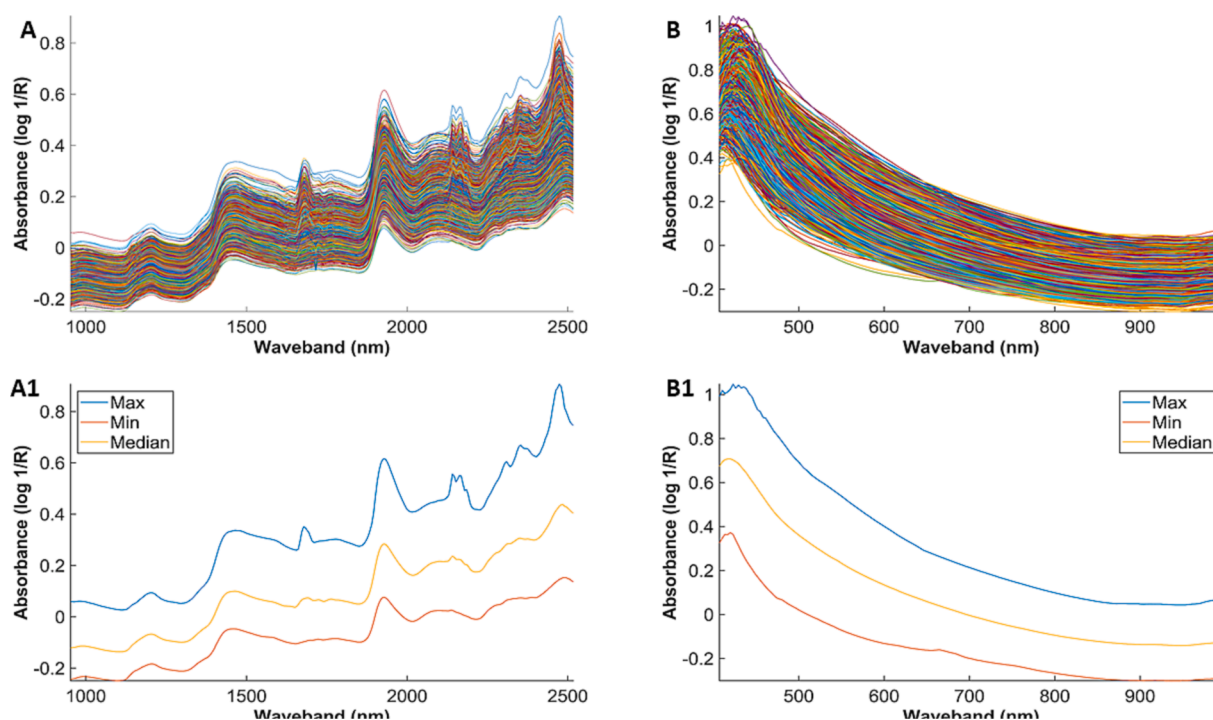 A
Absorbance (log 1/R)
0.8
0.6
0.4
0.2
0
-0.2
1000 1500 2000 2500
Waveband (nm)
B
Absorbance (log 1/R)
1
0.8
0.6
0.4
0.2
0
-0.2
500 600 700 800 900
Waveband (nm)
A1
Max
Min
Median
Absorbance (log 1/R)
0.8
0.6
0.4
0.2
0
-0.2
1000 1500 2000 2500
Waveband (nm)
B1
Max
Min
Median
Absorbance (log 1/R)
1
0.8
0.6
0.4
0.2
0
-0.2
500 600 700 800 900
Waveband (nm)